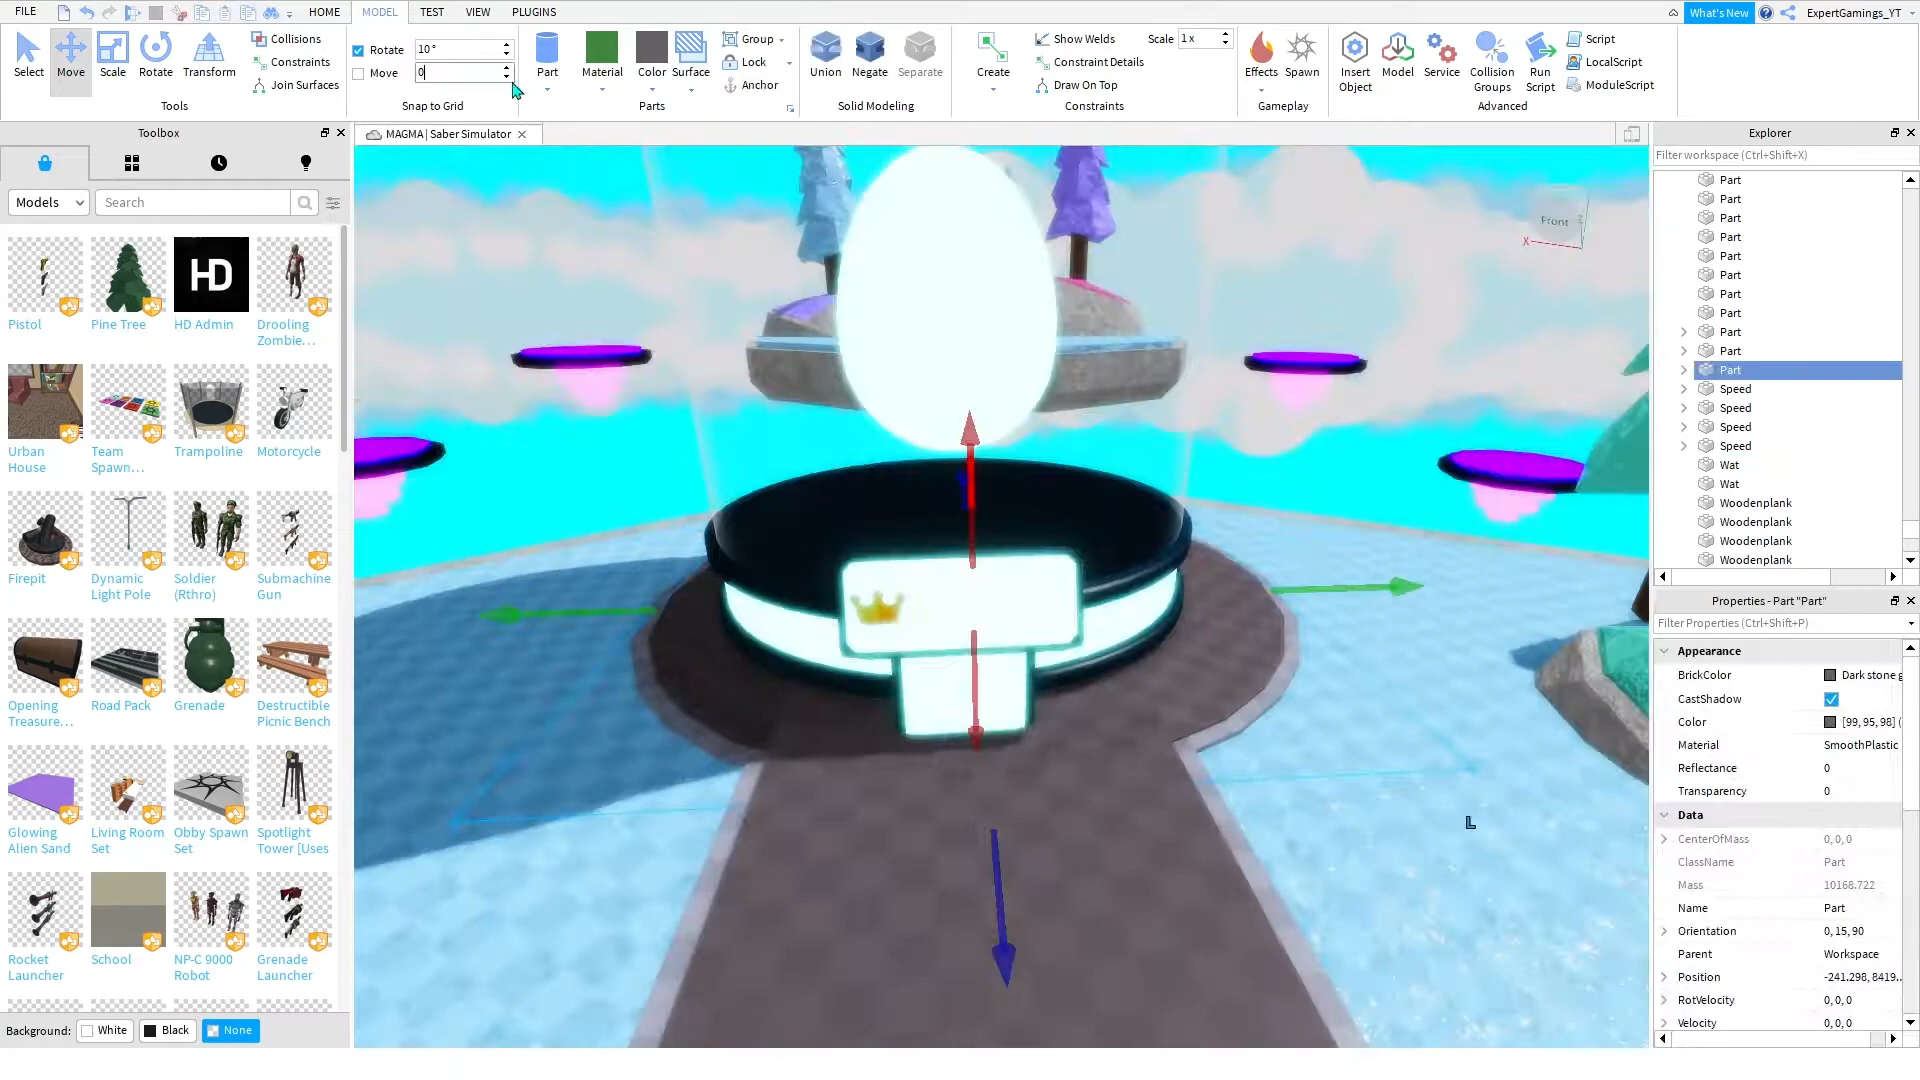 FILE
HOME
MODEL
TEST
VIEW
PLUGINS
What's New
ExpertGamings_YT
Select
Move
Scale
Rotate
Transform
Collisions
Constraints
Join Surfaces
Tools
Rotate 10 °
Move 0
Snap to Grid
Part
Material
Color
Surface
Group
Lock
Anchor
Parts
Union
Negate
Separate
Solid Modeling
Create
Show Welds
Scale 1 x
Constraint Details
Draw On Top
Constraints
Effects
Spawn
Gameplay
Insert Object
Model
Service
Collision Groups
Run Script
Script
LocalScript
ModuleScript
Advanced
Toolbox
MAGMA | Saber Simulator
Explorer
Filter workspace (Ctrl+Shift+X)
Models
Search
Pistol
Pine Tree
HD
HD Admin
Drooling
Zombie...
Urban
House
Team
Spawn...
Trampoline
Motorcycle
Firepit
Dynamic
Light Pole
Soldier
(Rthro)
Submachine
Gun
Opening
Treasure...
Road Pack
Grenade
Destructible
Picnic Bench
Glowing
Alien Sand
Living Room
Set
Obby Spawn
Set
Spotlight
Tower [Uses
Rocket
Launcher
School
NP-C 9000
Robot
Grenade
Launcher
Background:
White
Black
None
Front
X
Z
L
Part
Part
Part
Part
Part
Part
Part
Part
Part
Part
Part
Speed
Speed
Speed
Speed
Wat
Wat
Woodenplank
Woodenplank
Woodenplank
Woodenplank
Properties - Part "Part"
Filter Properties (Ctrl+Shift+P)
Appearance
BrickColor Dark stone g
CastShadow
Color [99, 95, 98] (
Material SmoothPlastic
Reflectance 0
Transparency 0
Data
CenterOfMass 0, 0, 0
ClassName Part
Mass 10168.722
Name Part
Orientation 0, 15, 90
Parent Workspace
Position -241.298, 8419...
RotVelocity 0, 0, 0
Velocity 0, 0, 0